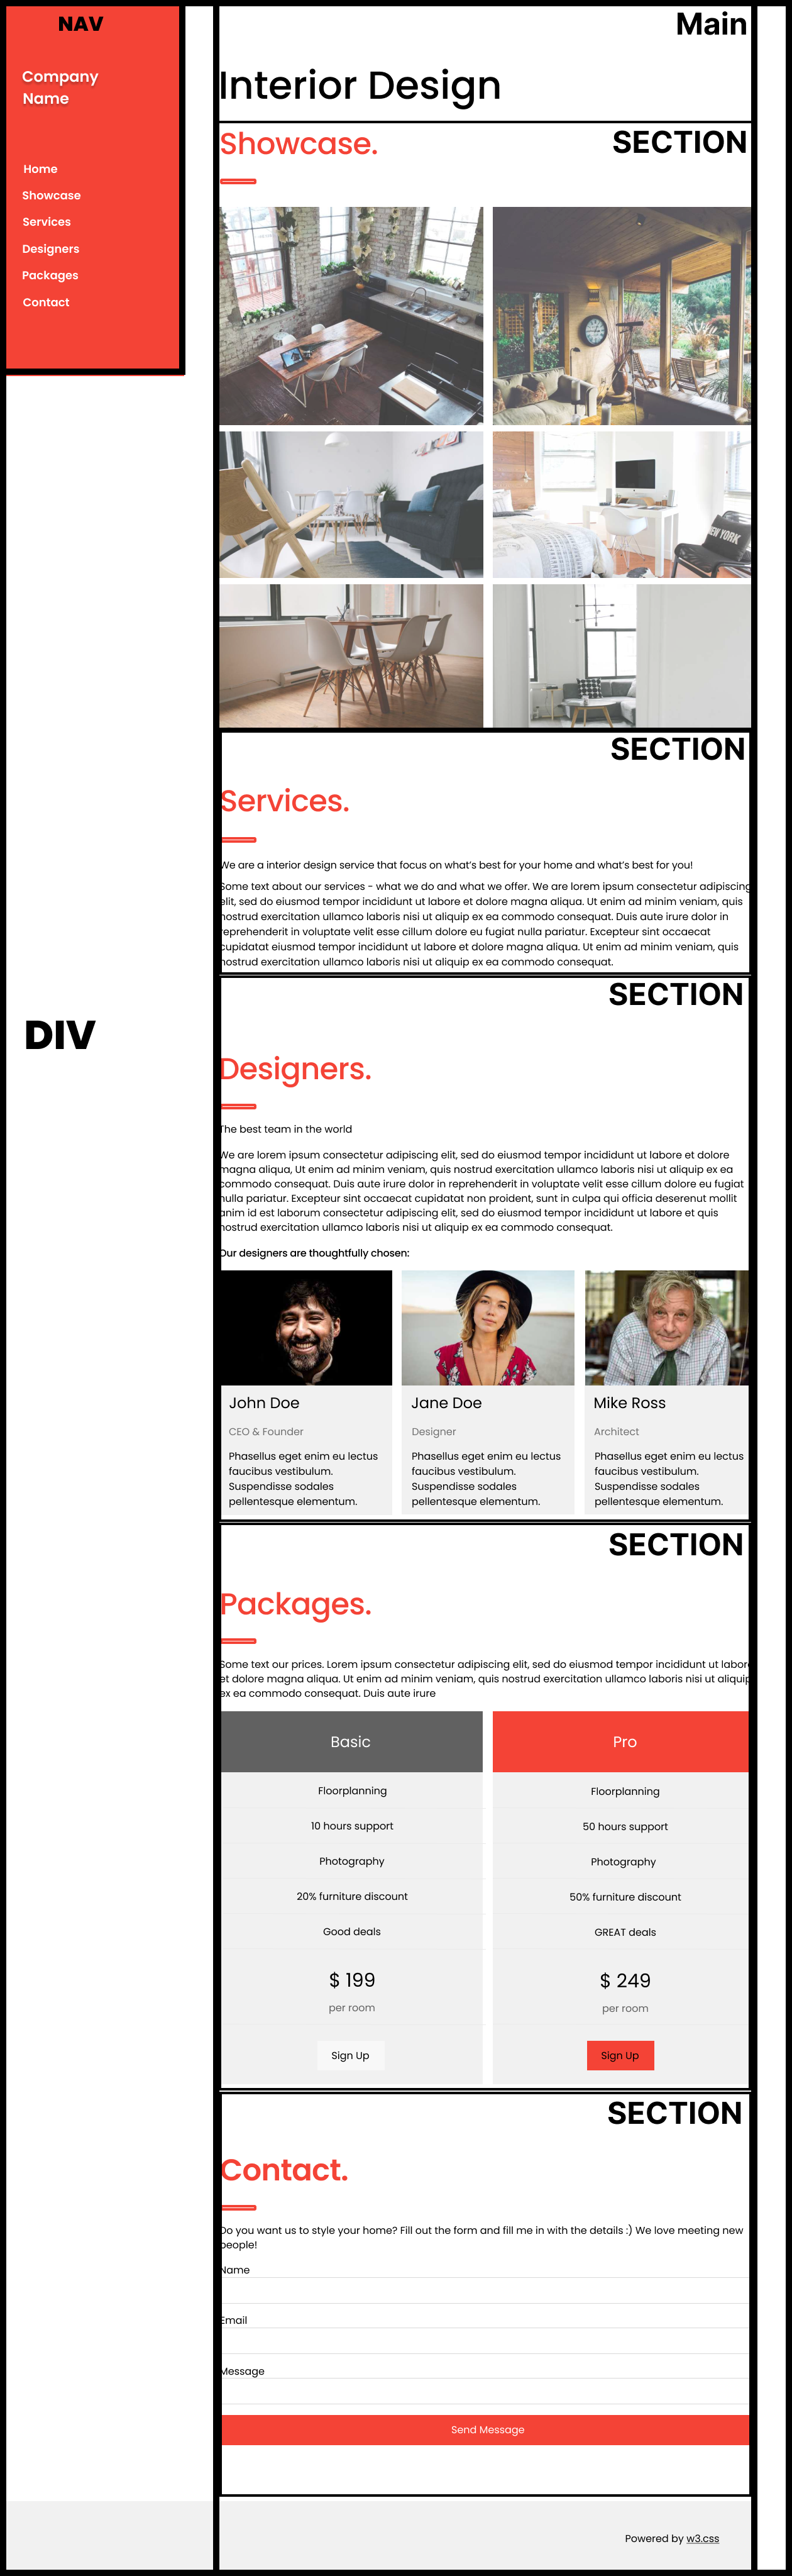 NAV
Company
Name
Home
Showcase
Services
Designers
Packages
Contact
DIV
Main
Interior Design
Showcase.
SECTION
NEW YORK
SECTION
Services.
We are a interior design service that focus on what's best for your home and what's best for you!
Some text about our services - what we do and what we offer. We are lorem ipsum consectetur adipiscing
elit, sed do eiusmod tempor incididunt ut labore et dolore magna aliqua. Ut enim ad minim veniam, quis
nostrud exercitation ullamco laboris nisi ut aliquip ex ea commodo consequat. Duis aute irure dolor in
reprehenderit in voluptate velit esse cillum dolore eu fugiat nulla pariatur. Excepteur sint occaecat
cupidatat eiusmod tempor incididunt ut labore et dolore magna aliqua. Ut enim ad minim veniam, quis
nostrud exercitation ullamco laboris nisi ut aliquip ex ea commodo consequat.
SECTION
Designers.
The best team in the world
We are lorem ipsum consectetur adipiscing elit, sed do eiusmod tempor incididunt ut labore et dolore
magna aliqua, Ut enim ad minim veniam, quis nostrud exercitation ullamco laboris nisi ut aliquip ex ea
commodo consequat. Duis aute irure dolor in reprehenderit in voluptate velit esse cillum dolore eu fugiat
nulla pariatur. Excepteur sint occaecat cupidatat non proident, sunt in culpa qui officia deserunt mollit
anim id est laborum consectetur adipiscing elit, sed do eiusmod tempor incididunt ut labore et quis
nostrud exercitation ullamco laboris nisi ut aliquip ex ea commodo consequat.
Our designers are thoughtfully chosen:
John Doe
CEO & Founder
Phasellus eget enim eu lectus
faucibus vestibulum.
Suspendisse sodales
pellentesque elementum.
Jane Doe
Designer
Phasellus eget enim eu lectus
faucibus vestibulum.
Suspendisse sodales
pellentesque elementum.
Mike Ross
Architect
Phasellus eget enim eu lectus
faucibus vestibulum.
Suspendisse sodales
pellentesque elementum.
SECTION
Packages.
Some text our prices. Lorem ipsum consectetur adipiscing elit, sed do eiusmod tempor incididunt ut labore
et dolore magna aliqua. Ut enim ad minim veniam, quis nostrud exercitation ullamco laboris nisi ut aliquip
ex ea commodo consequat. Duis aute irure
Basic
Floorplanning
10 hours support
Photography
20% furniture discount
Good deals
$ 199
per room
Sign Up
Pro
Floorplanning
50 hours support
Photography
50% furniture discount
GREAT deals
$ 249
per room
Sign Up
SECTION
Contact.
Do you want us to style your home? Fill out the form and fill me in with the details :) We love meeting new
people!
Name
Email
Message
Send Message
Powered by w3.css